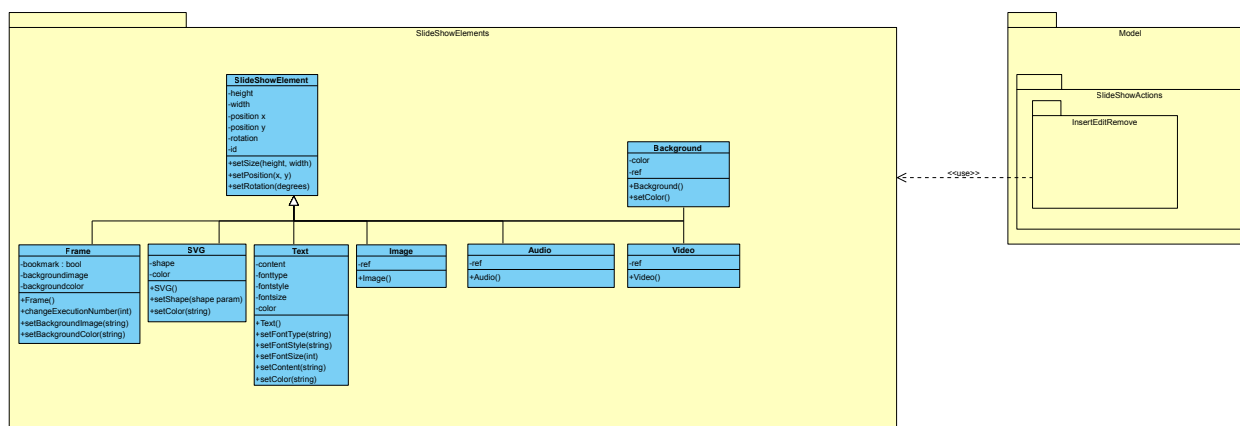 SlideShowElements
SlideShowElement
-height
-width
-position x
-position y
-rotation
-id
+setSize(height, width)
+setPosition(x, y)
+setRotation(degrees)
Background
-color
-ref
+Background()
+setColor()
Frame
-bookmark : bool
-backgroundimage
-backgroundcolor
+Frame()
+changeExecutionNumber(int)
+setBackgroundImage(string)
+setBackgroundColor(string)
SVG
-shape
-color
+SVG()
+setShape(shape param)
+setColor(string)
Text
-content
-fonttype
-fontstyle
-fontsize
-color
+Text()
+setFontType(string)
+setFontStyle(string)
+setFontSize(int)
+setContent(string)
+setColor(string)
Image
-ref
+Image()
Audio
-ref
+Audio()
Video
-ref
+Video()
<<use>>
Model
SlideShowActions
InsertEditRemove